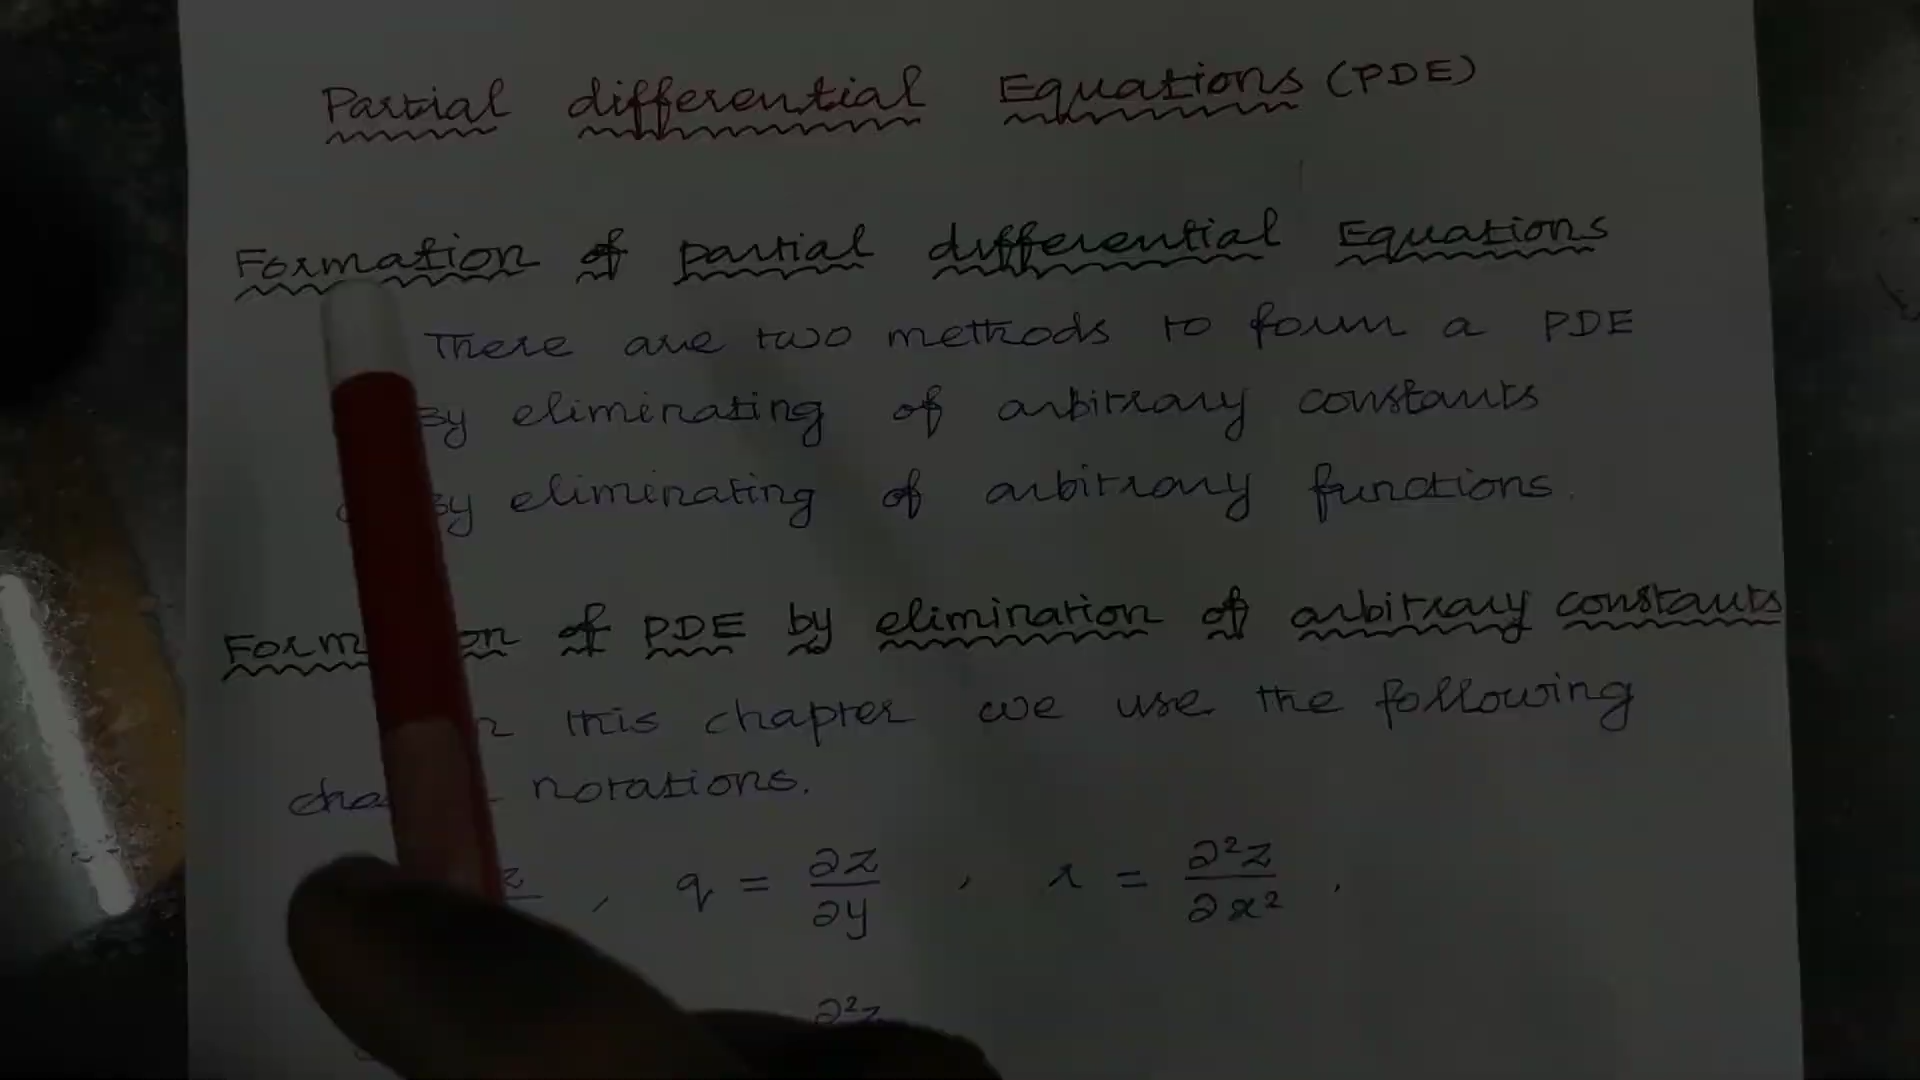 Partial differential Equations (PDE)
Formation of partial differential Equations
There are two methods to form a PDE
By eliminating of arbitrary constants
By eliminating of arbitrary functions.
of PDE by elimination of arbitrary constants
this chapter we use the following
notations.
, q = ∂z/∂y , r = ∂²z/∂x² ,
∂²z